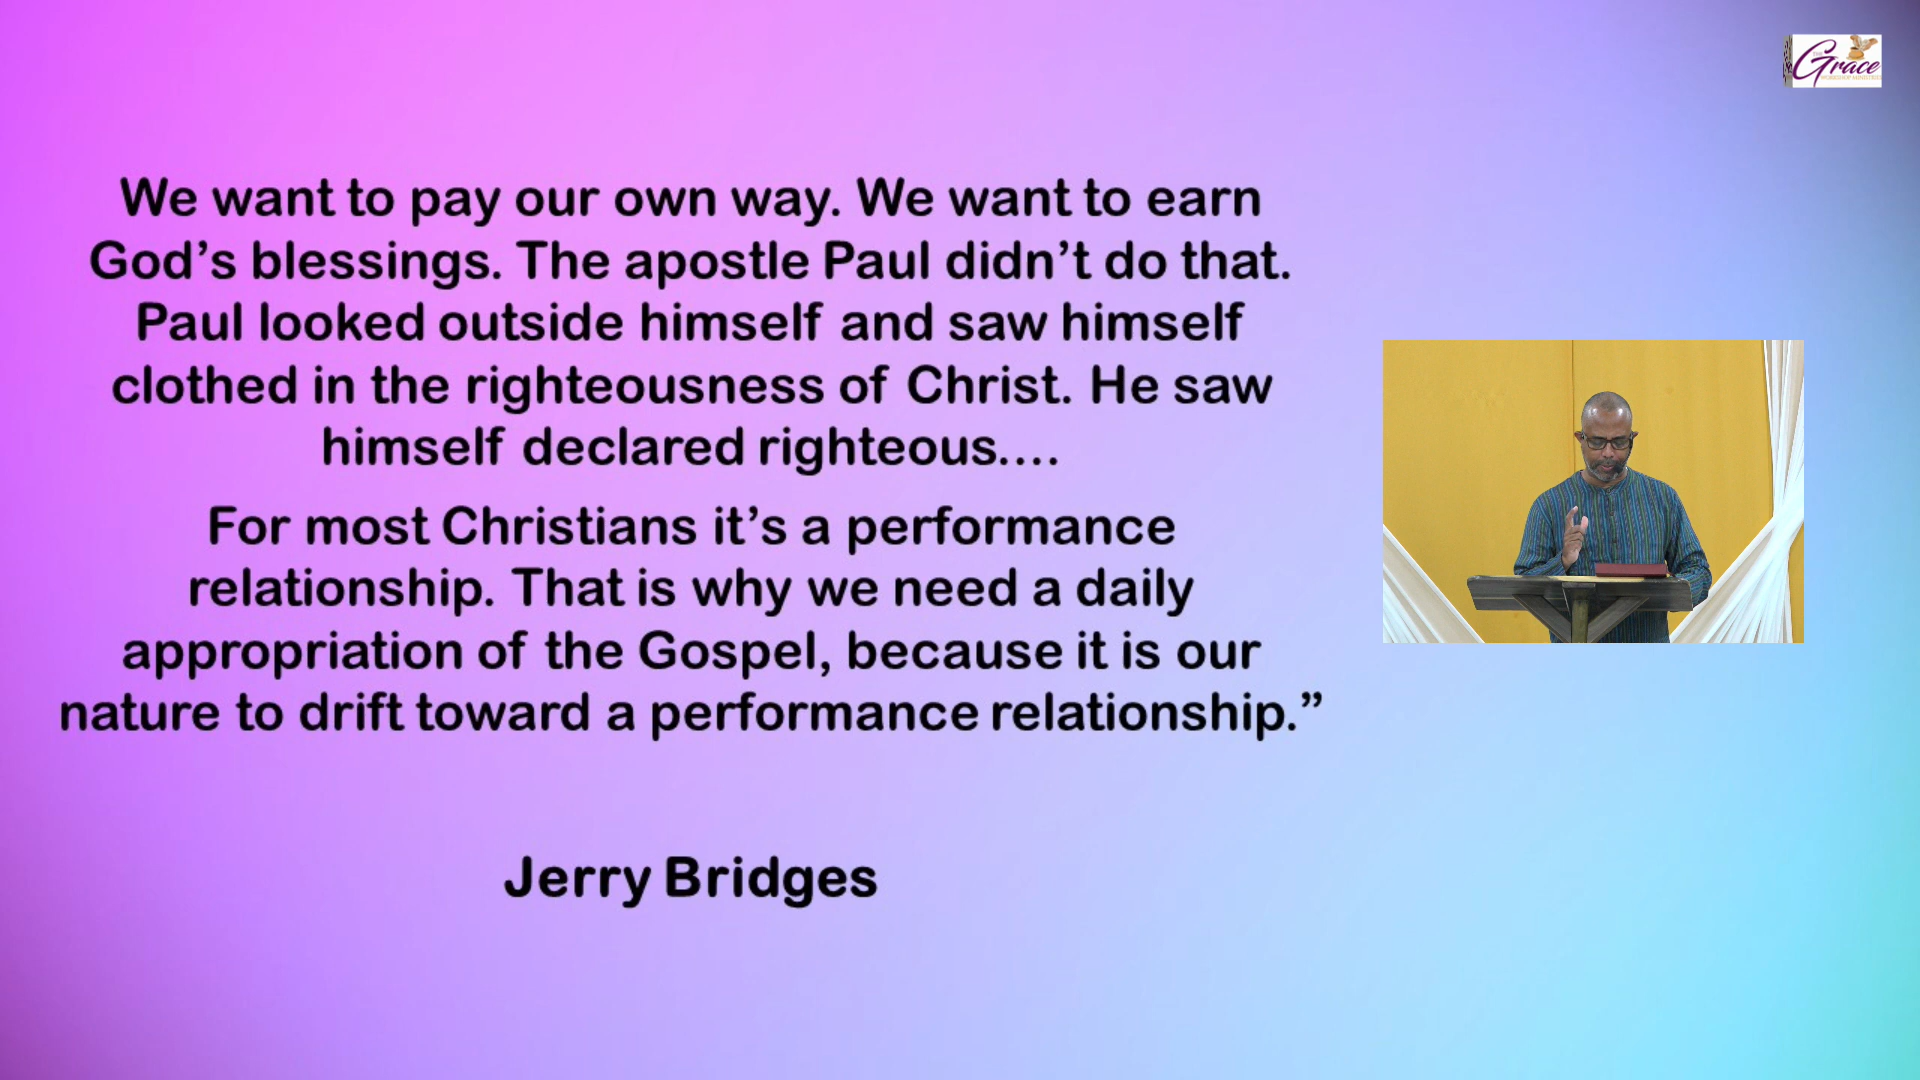 Grace
We want to pay our own way. We want to earn
God’s blessings. The apostle Paul didn’t do that.
Paul looked outside himself and saw himself
clothed in the righteousness of Christ. He saw
himself declared righteous....
For most Christians it’s a performance
relationship. That is why we need a daily
appropriation of the Gospel, because it is our
nature to drift toward a performance relationship.”
Jerry Bridges